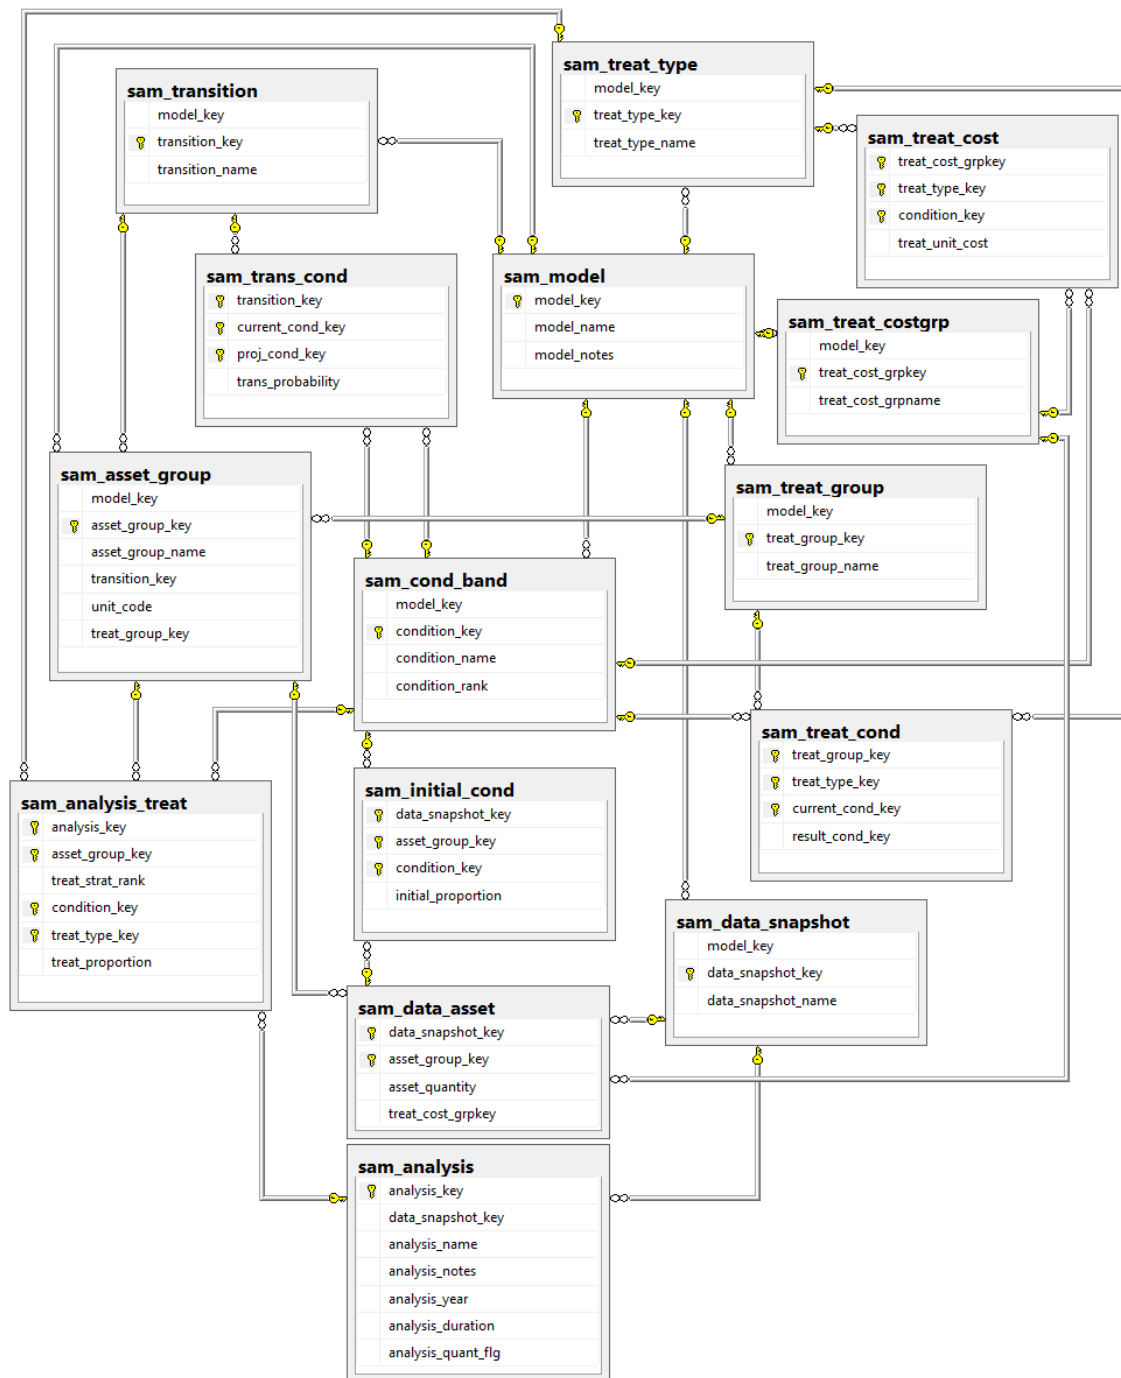 sam_treat_type
model_key
treat_type_key
treat_type_name
sam_transition
model_key
transition_key
transition_name
sam_treat_cost
treat_cost_grpkey
treat_type_key
condition_key
treat_unit_cost
sam_trans_cond
transition_key
current_cond_key
proj_cond_key
trans_probability
sam_model
model_key
model_name
model_notes
sam_treat_costgrp
model_key
treat_cost_grpkey
treat_cost_grpname
sam_asset_group
model_key
asset_group_key
asset_group_name
transition_key
unit_code
treat_group_key
sam_treat_group
model_key
treat_group_key
treat_group_name
sam_cond_band
model_key
condition_key
condition_name
condition_rank
sam_treat_cond
treat_group_key
treat_type_key
current_cond_key
result_cond_key
sam_analysis_treat
analysis_key
asset_group_key
treat_strat_rank
condition_key
treat_type_key
treat_proportion
sam_initial_cond
data_snapshot_key
asset_group_key
condition_key
initial_proportion
sam_data_snapshot
model_key
data_snapshot_key
data_snapshot_name
sam_data_asset
data_snapshot_key
asset_group_key
asset_quantity
treat_cost_grpkey
sam_analysis
analysis_key
data_snapshot_key
analysis_name
analysis_notes
analysis_year
analysis_duration
analysis_quant_flg